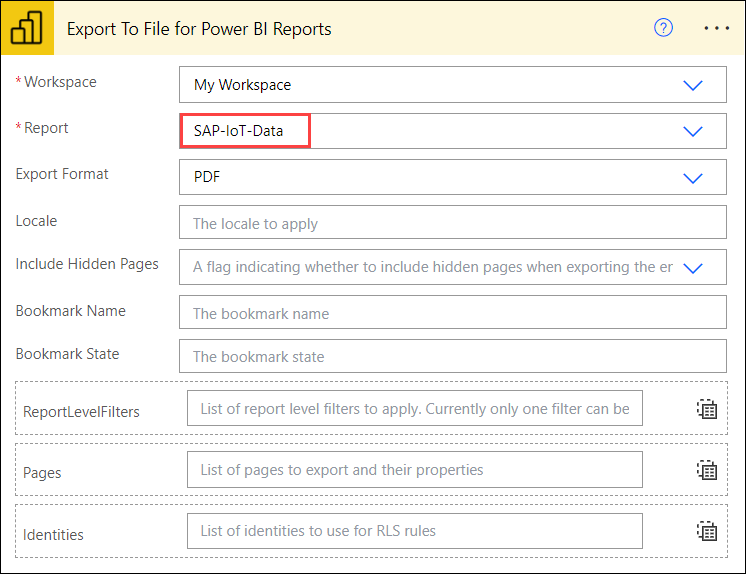 Export To File for Power BI Reports
* Workspace
My Workspace
* Report
SAP-IoT-Data
Export Format
PDF
Locale
The locale to apply
Include Hidden Pages
A flag indicating whether to include hidden pages when exporting the er
Bookmark Name
The bookmark name
Bookmark State
The bookmark state
ReportLevelFilters
List of report level filters to apply. Currently only one filter can be
Pages
List of pages to export and their properties
Identities
List of identities to use for RLS rules